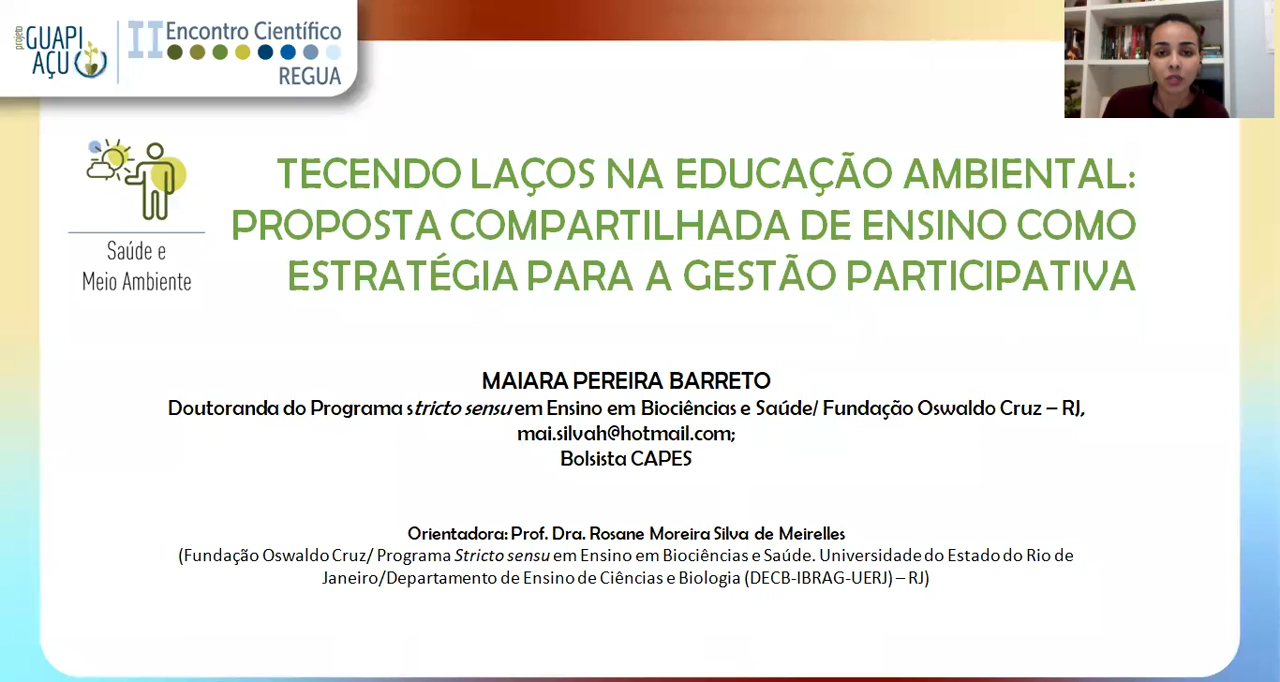 projeto
GUAPI
AÇU
II Encontro Científico
REGUA
Saúde e
Meio Ambiente
TECENDO LAÇOS NA EDUCAÇÃO AMBIENTAL:
PROPOSTA COMPARTILHADA DE ENSINO COMO
ESTRATÉGIA PARA A GESTÃO PARTICIPATIVA
MAIARA PEREIRA BARRETO
Doutoranda do Programa stricto sensu em Ensino em Biociências e Saúde/ Fundação Oswaldo Cruz – RJ,
mai.silvah@hotmail.com;
Bolsista CAPES
Orientadora: Prof. Dra. Rosane Moreira Silva de Meirelles
(Fundação Oswaldo Cruz/ Programa Stricto sensu em Ensino em Biociências e Saúde. Universidade do Estado do Rio de
Janeiro/Departamento de Ensino de Ciências e Biologia (DECB-IBRAG-UERJ) – RJ)